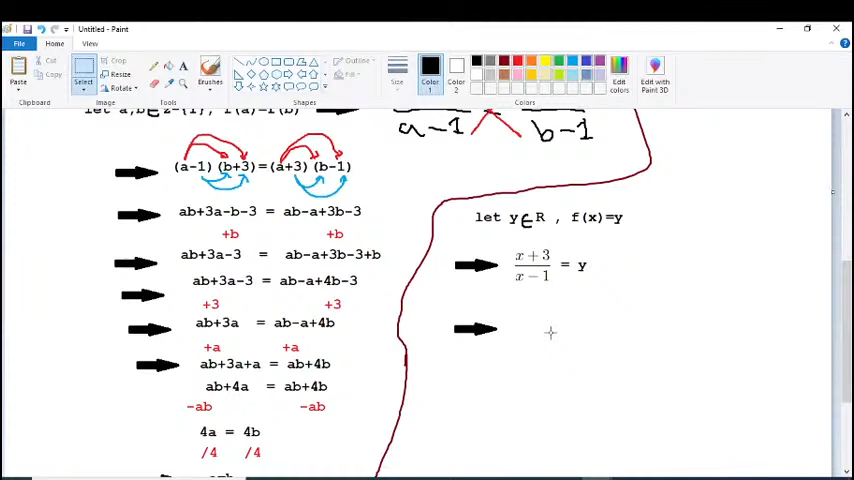 Untitled - Paint
File Home View
Paste
Cut
Copy
Clipboard
Select
Crop
Resize
Rotate
Image
A
Brushes
Tools
Outline
Fill
Shapes
Size
Color 1
Color 2
Edit colors
Colors
Edit with Paint 3D
let a,b∈z-{1}, f(a)=f(b)
a-1 = b-1
(a-1)(b+3)=(a+3)(b-1)
ab+3a-b-3 = ab-a+3b-3
+b +b
ab+3a-3 = ab-a+3b-3+b
ab+3a-3 = ab-a+4b-3
+3 +3
ab+3a = ab-a+4b
+a +a
ab+3a+a = ab+4b
ab+4a = ab+4b
-ab -ab
4a = 4b
/4 /4
let y∈R , f(x)=y
x + 3
x − 1 = y